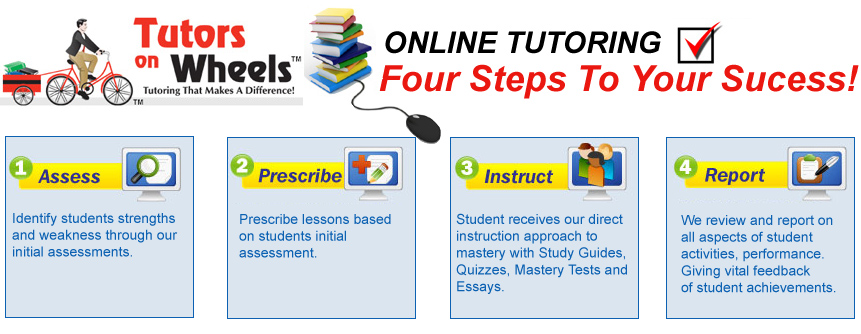 Tutors
on Wheels™
Tutoring That Makes A Difference!
TM
ONLINE TUTORING
Four Steps To Your Sucess!
1 Assess
Identify students strengths
and weakness through our
initial assessments.
2 Prescribe
Prescribe lessons based
on students initial
assessment.
3 Instruct
Student receives our direct
instruction approach to
mastery with Study Guides,
Quizzes, Mastery Tests and
Essays.
4 Report
We review and report on
all aspects of student
activities, performance.
Giving vital feedback
of student achievements.